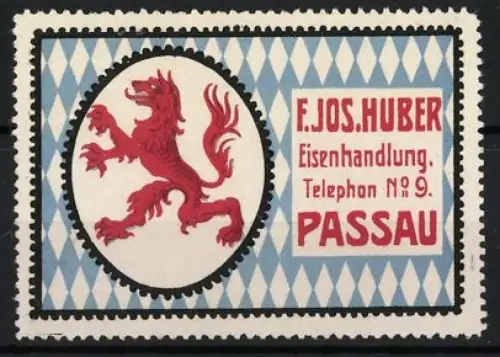 F. JOS. HUBER
Eisenhandlung.
Telephon No 9.
PASSAU